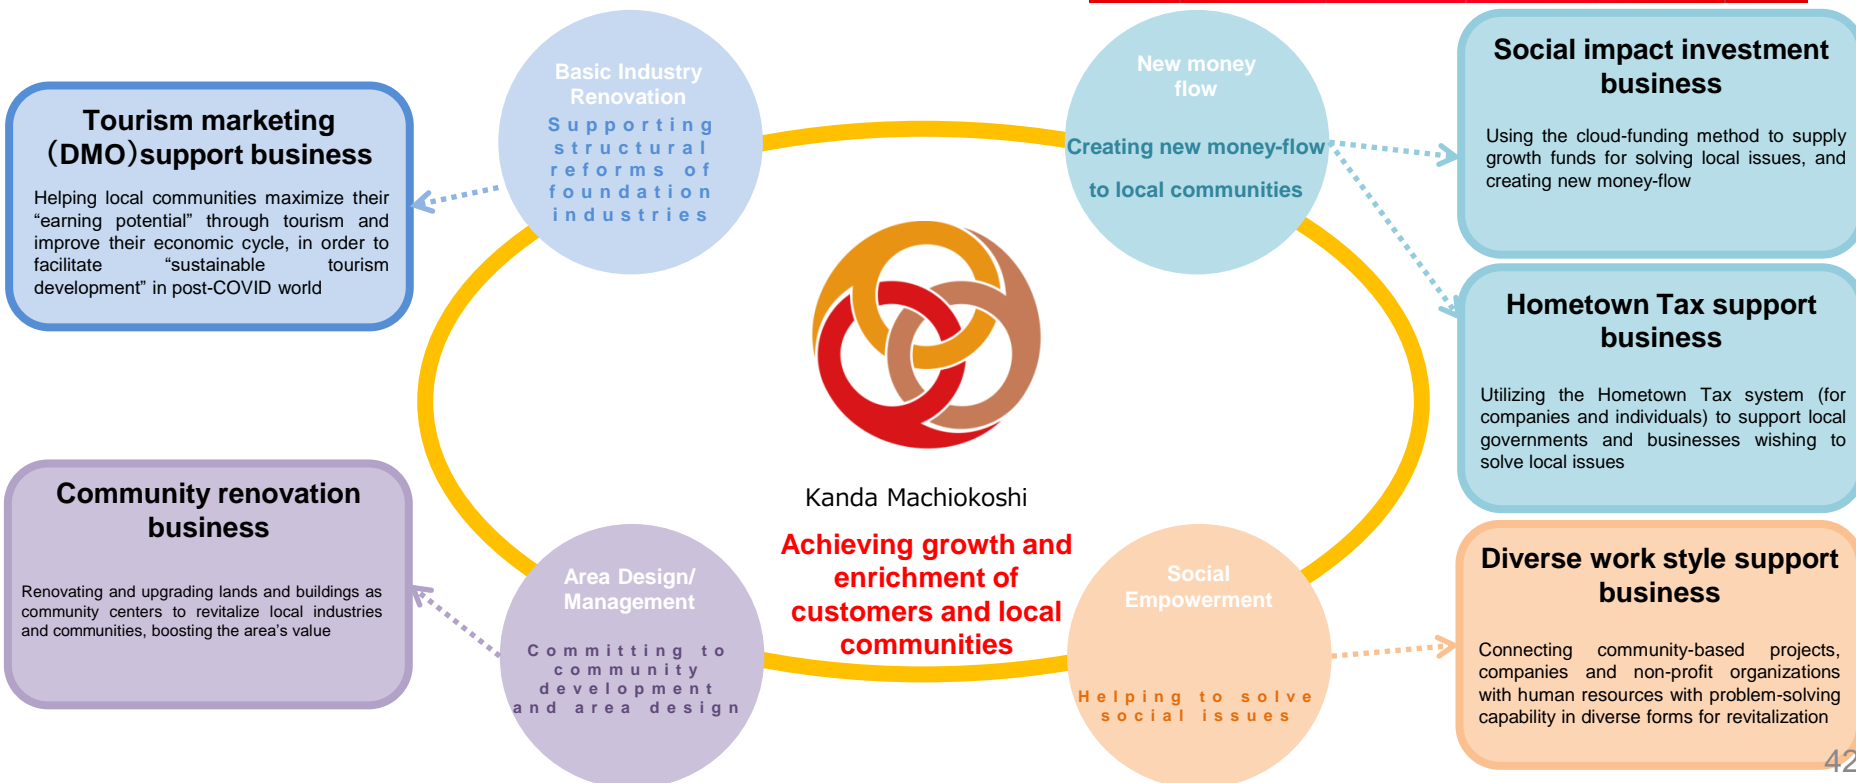 Tourism marketing
（DMO）support business
Helping local communities maximize their
“earning potential” through tourism and
improve their economic cycle, in order to
facilitate “sustainable tourism
development” in post-COVID world
Community renovation
business
Renovating and upgrading lands and buildings as
community centers to revitalize local industries
and communities, boosting the area’s value
Basic Industry
Renovation
Supporting
structural
reforms of
foundation
industries
New money
flow
Creating new money-flow
to local communities
Kanda Machiokoshi
Achieving growth and
enrichment of
customers and local
communities
Area Design/
Management
Committing to
community
development
and area design
Social
Empowerment
Helping to solve
social issues
Social impact investment
business
Using the cloud-funding method to supply
growth funds for solving local issues, and
creating new money-flow
Hometown Tax support
business
Utilizing the Hometown Tax system (for
companies and individuals) to support local
governments and businesses wishing to
solve local issues
Diverse work style support
business
Connecting community-based projects,
companies and non-profit organizations
with human resources with problem-solving
capability in diverse forms for revitalization
42